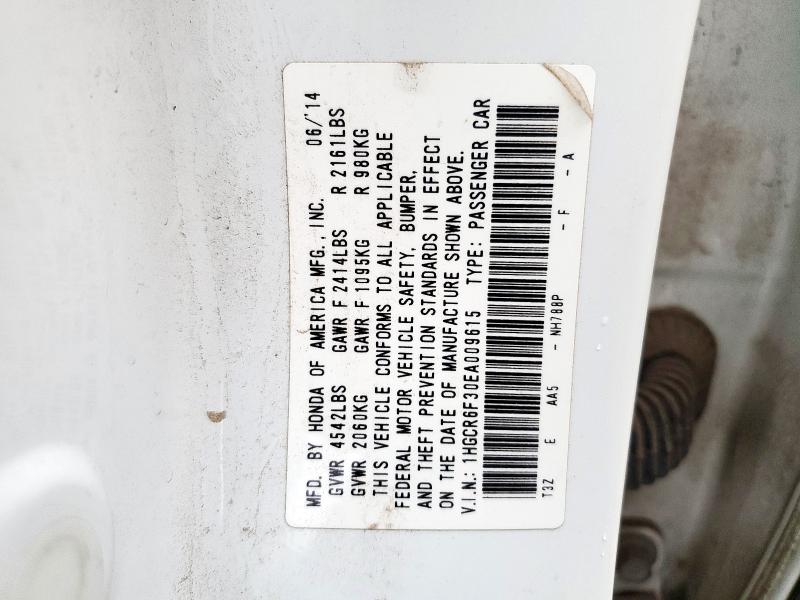 MFD. BY HONDA OF AMERICA MFG., INC. 06/'14
GVWR 4542LBS GAWR F 2414LBS R 2161LBS
GVWR 2060KG GAWR F 1095KG R 980KG
THIS VEHICLE CONFORMS TO ALL APPLICABLE
FEDERAL MOTOR VEHICLE SAFETY, BUMPER,
AND THEFT PREVENTION STANDARDS IN EFFECT
ON THE DATE OF MANUFACTURE SHOWN ABOVE.
V.I.N.: 1HGCR6F30EA009615 TYPE: PASSENGER CAR
T3Z E AA5 - NH788P - F - A